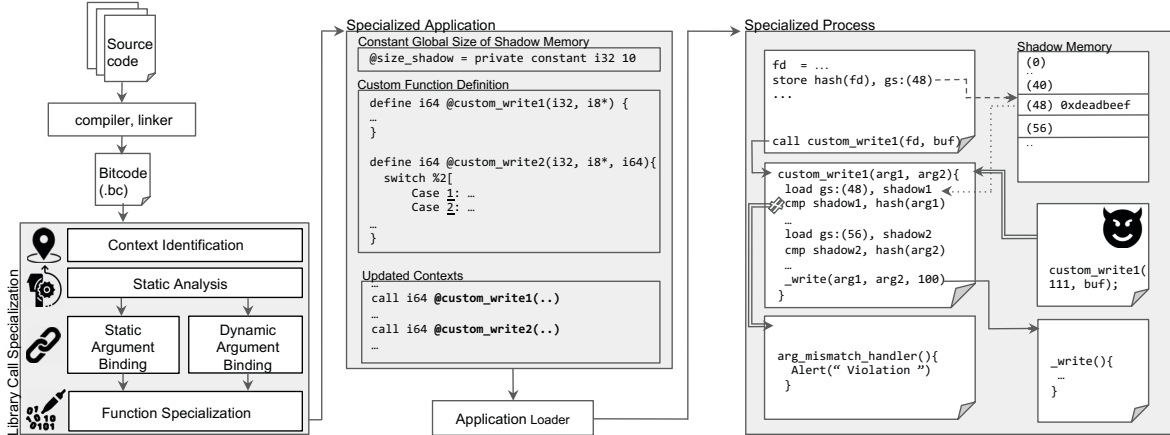 Source
code
compiler, linker
Bitcode
(.bc)
Library Call Specialization
Context Identification
Static Analysis
Static
Argument
Binding
Dynamic
Argument
Binding
01
10 10
0101
Function Specialization
Specialized Application
Constant Global Size of Shadow Memory
@size_shadow = private constant i32 10
Custom Function Definition
define i64 @custom_write1(i32, i8*) {
…
}
define i64 @custom_write2(i32, i8*, i64){
switch %2[
Case 1: …
Case 2: …
…
}
Updated Contexts
…
call i64 @custom_write1(..)
…
call i64 @custom_write2(..)
…
Application Loader
Specialized Process
fd = …
store hash(fd), gs:(48)
...
call custom_write1(fd, buf)
Shadow Memory
(0)
..
(40)
(48) 0xdeadbeef
(56)
..
custom_write1(arg1, arg2){
load gs:(48), shadow1
cmp shadow1, hash(arg1)
…
load gs:(56), shadow2
cmp shadow2, hash(arg2)
…
_write(arg1, arg2, 100)
}
custom_write1(
111, buf);
arg_mismatch_handler(){
Alert(“ Violation ”)
}
_write(){
…
}